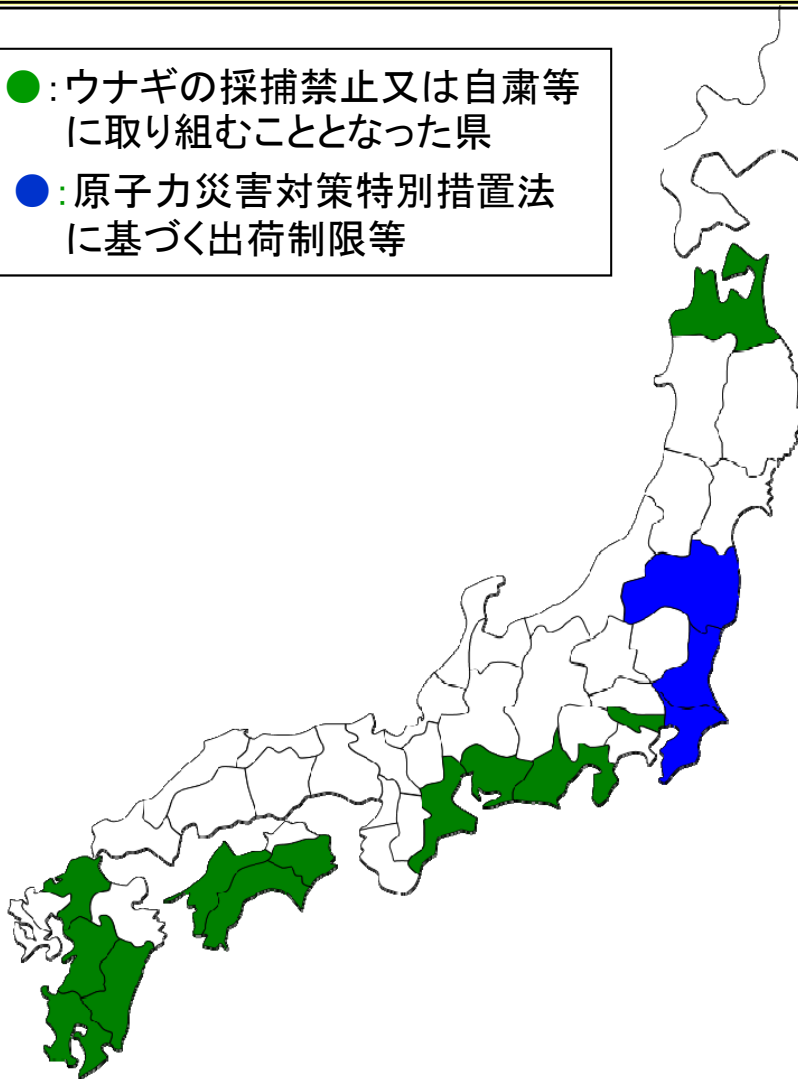 ●:ウナギの採捕禁止又は自粛等
に取り組むこととなった県
●:原子力災害対策特別措置法
に基づく出荷制限等